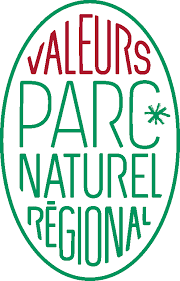 VALEURS
PARC*
NATUREL
RÉGIONAL